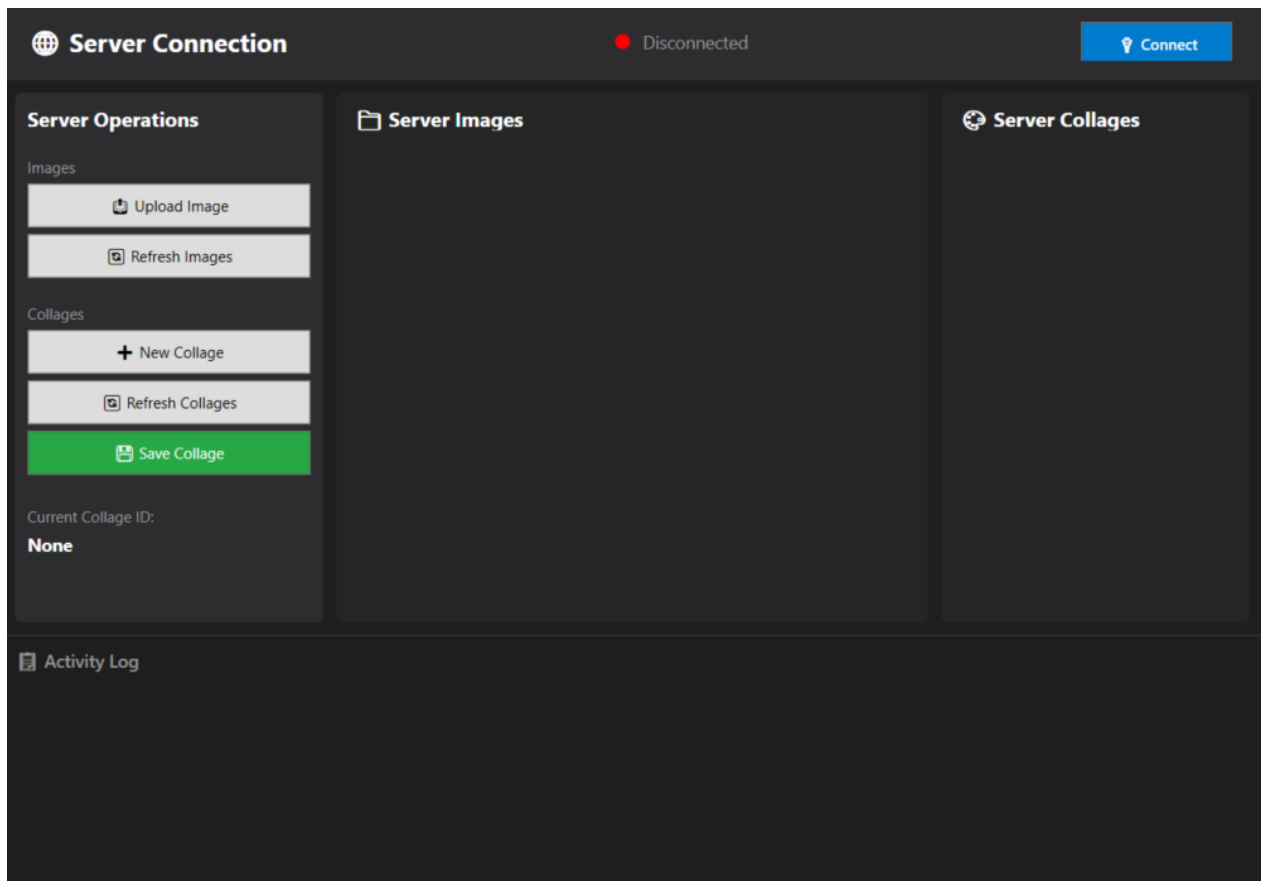 Server Connection
Disconnected
Connect
Server Operations
Images
Upload Image
Refresh Images
Collages
New Collage
Refresh Collages
Save Collage
Current Collage ID:
None
Server Images
Server Collages
Activity Log